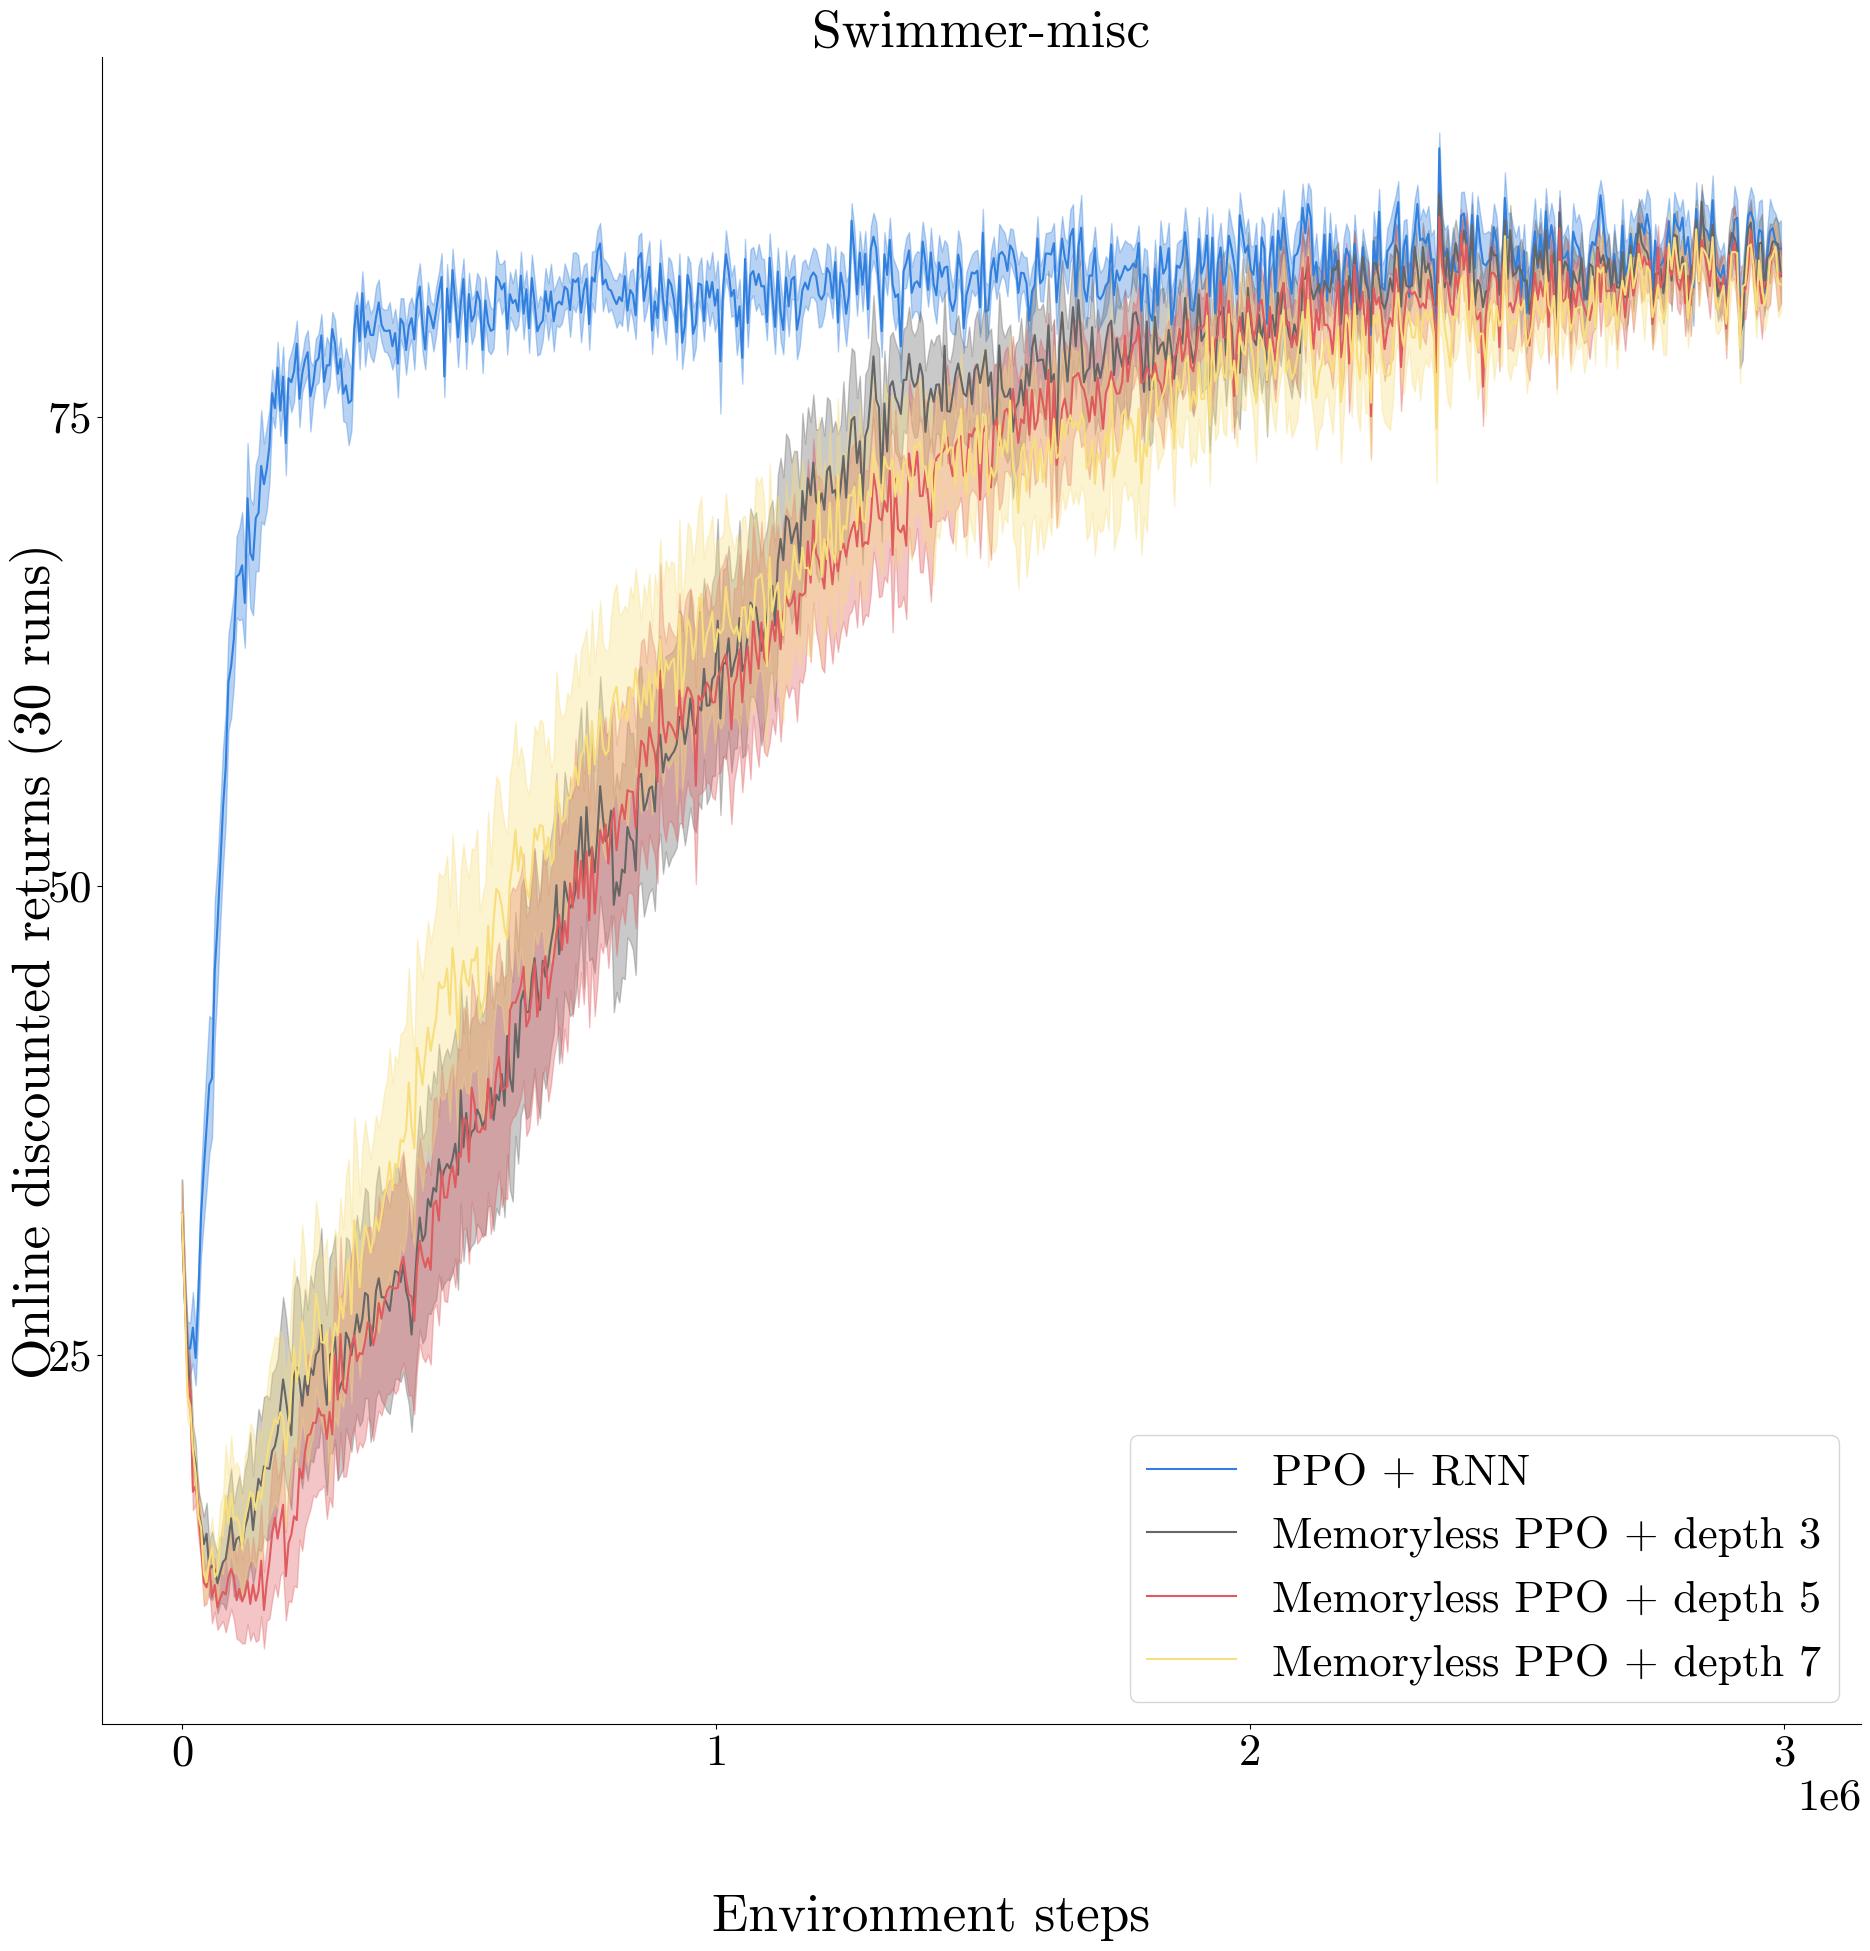 Swimmer-misc
Online discounted returns (30 runs)
75
50
25
PPO + RNN
Memoryless PPO + depth 3
Memoryless PPO + depth 5
Memoryless PPO + depth 7
0 1 2 3
1e6
Environment steps